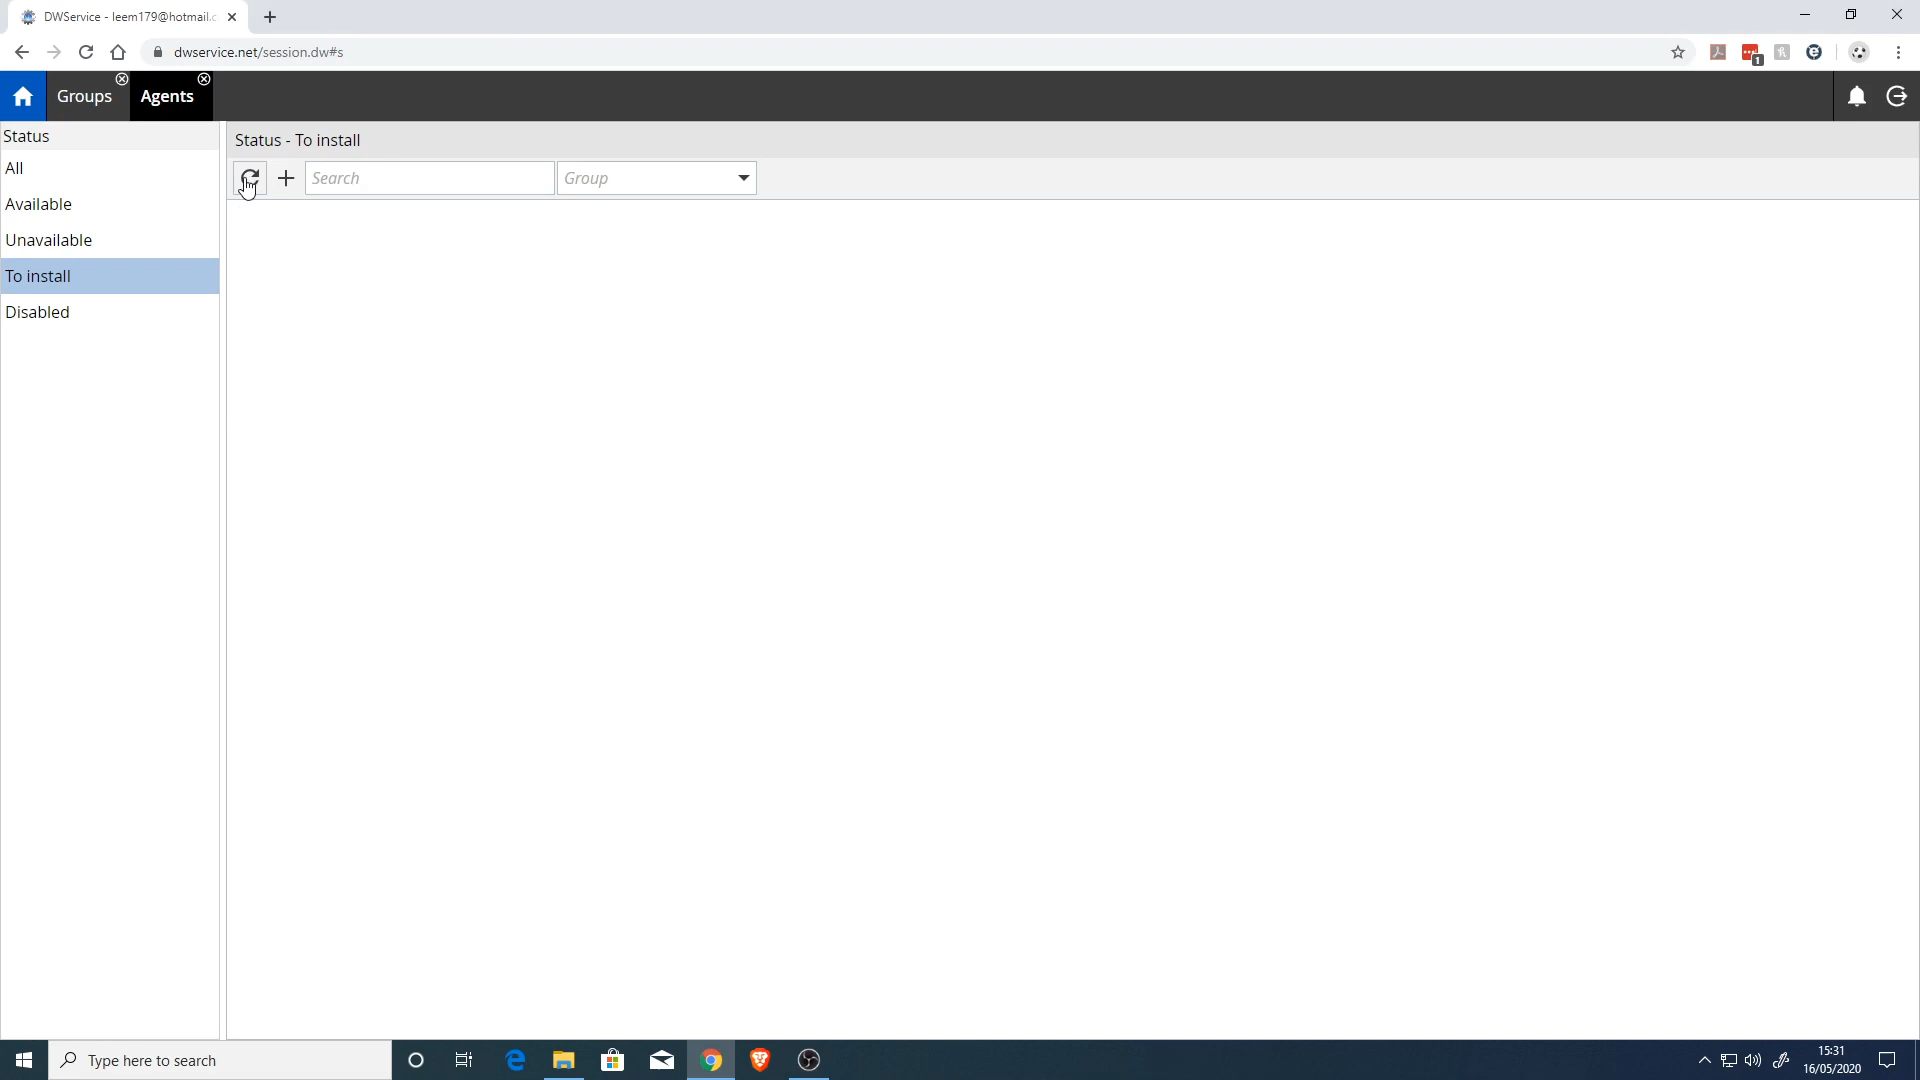 DWService - leem179@hotmail.c
dwservice.net/session.dw#s
1
Groups
Agents
Status
All
Available
Unavailable
To install
Disabled
Status - To install
Search
Group
Type here to search
15:31
16/05/2020